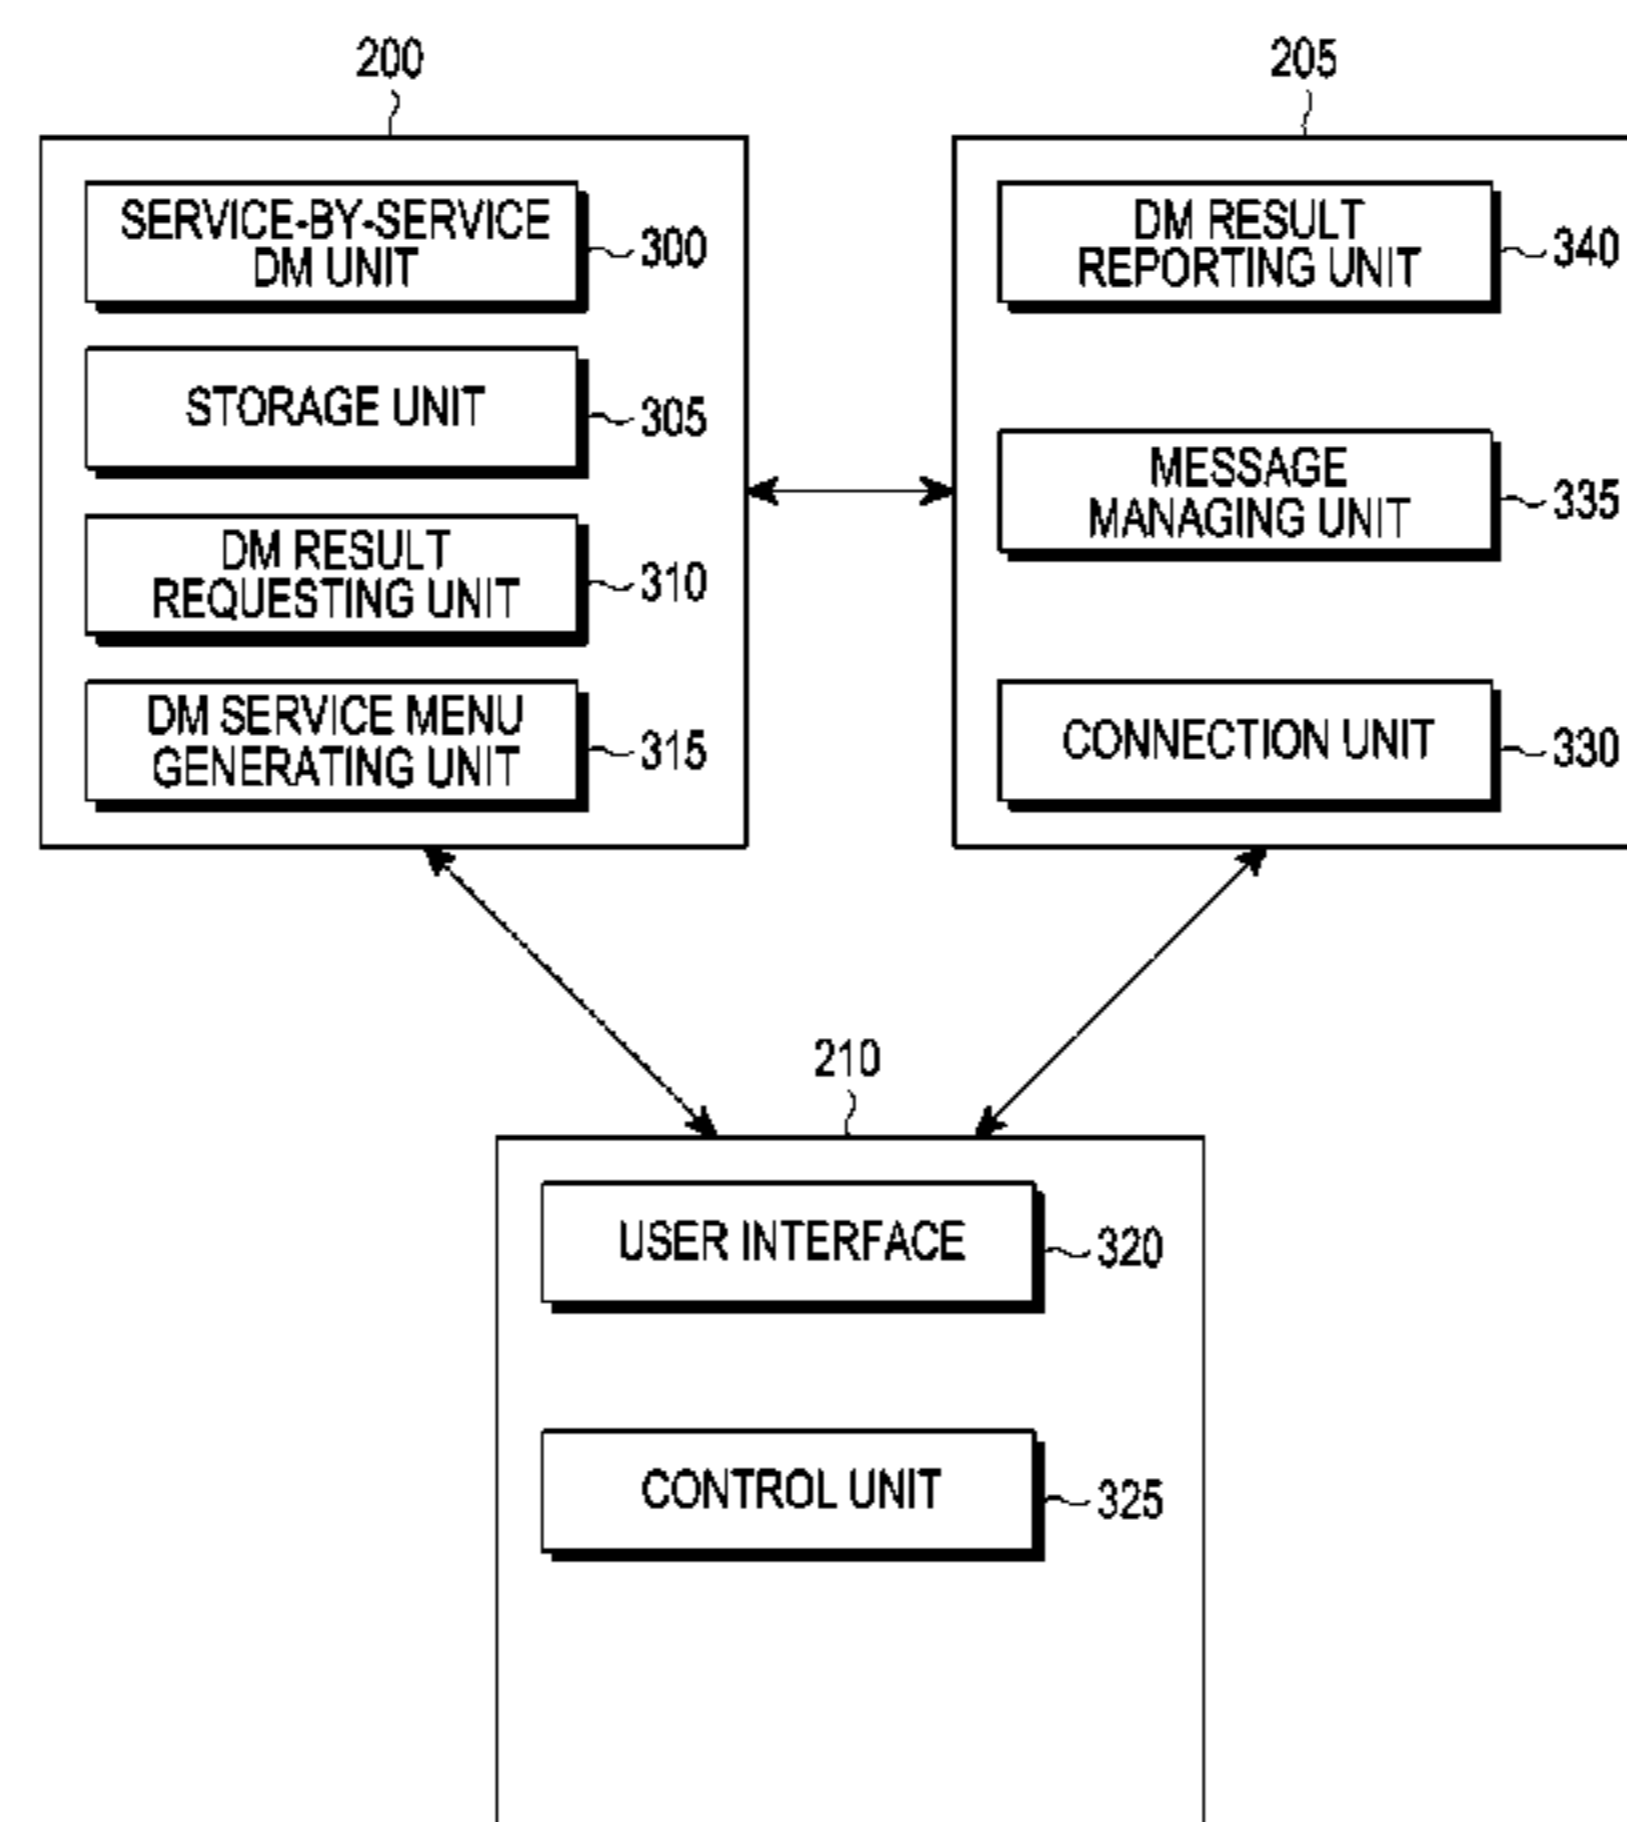 200
SERVICE-BY-SERVICE
DM UNIT
300
STORAGE UNIT
305
DM RESULT
REQUESTING UNIT
310
DM SERVICE MENU
GENERATING UNIT
315
205
DM RESULT
REPORTING UNIT
340
MESSAGE
MANAGING UNIT
335
CONNECTION UNIT
330
210
USER INTERFACE
320
CONTROL UNIT
325